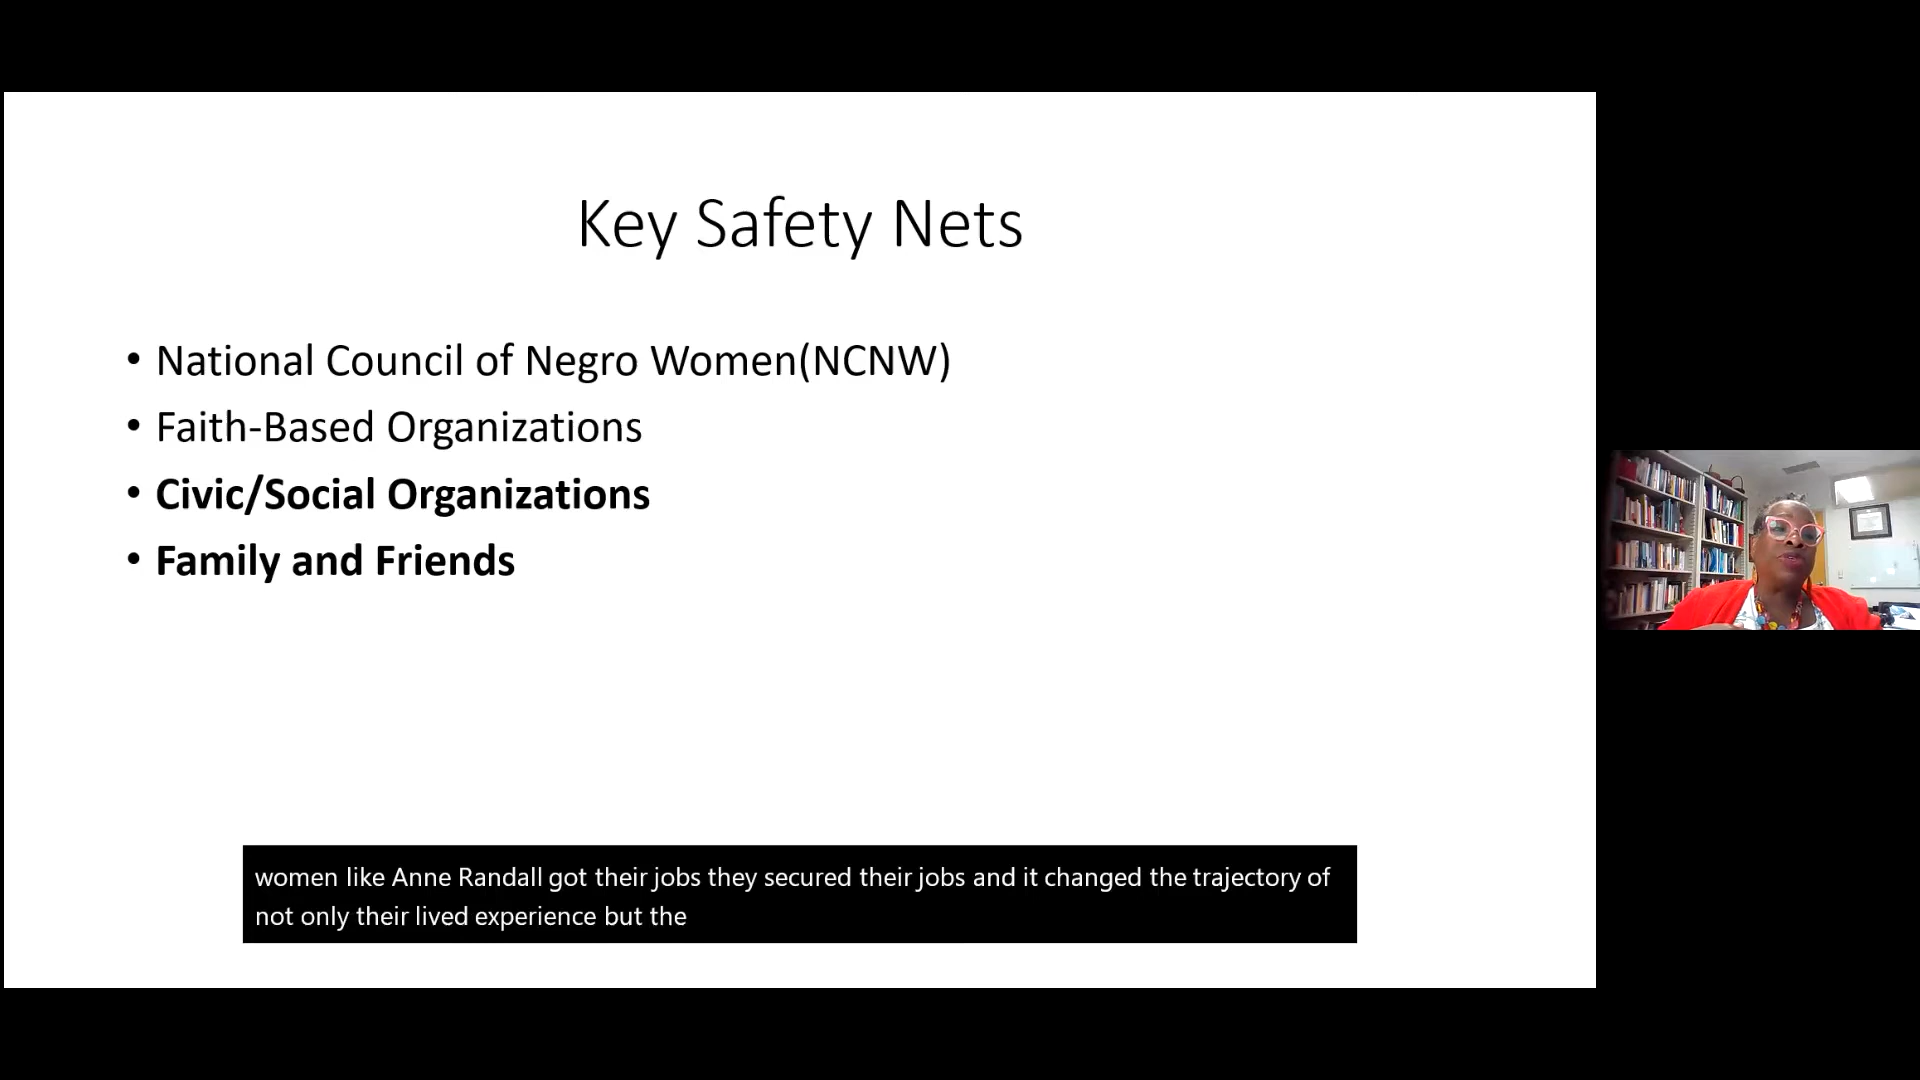 Key Safety Nets
• National Council of Negro Women(NCNW)
• Faith-Based Organizations
• Civic/Social Organizations
• Family and Friends
women like Anne Randall got their jobs they secured their jobs and it changed the trajectory of
not only their lived experience but the